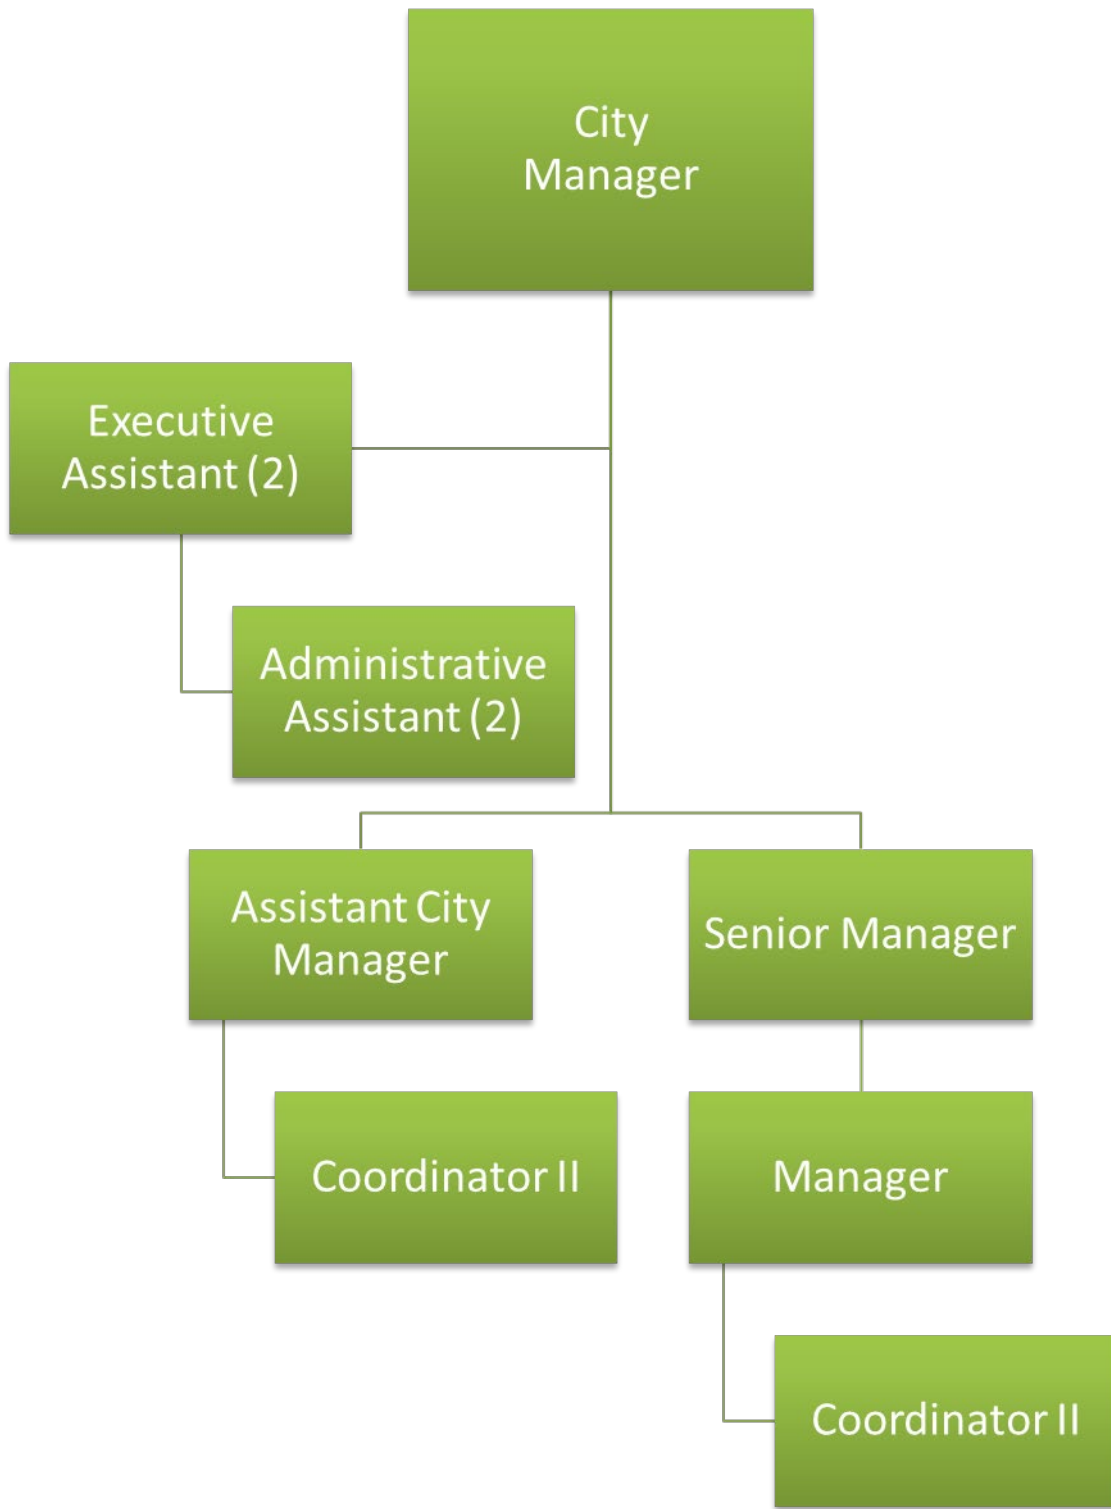 City
Manager
Executive
Assistant (2)
Administrative
Assistant (2)
Assistant City
Manager
Senior Manager
Coordinator II
Manager
Coordinator II